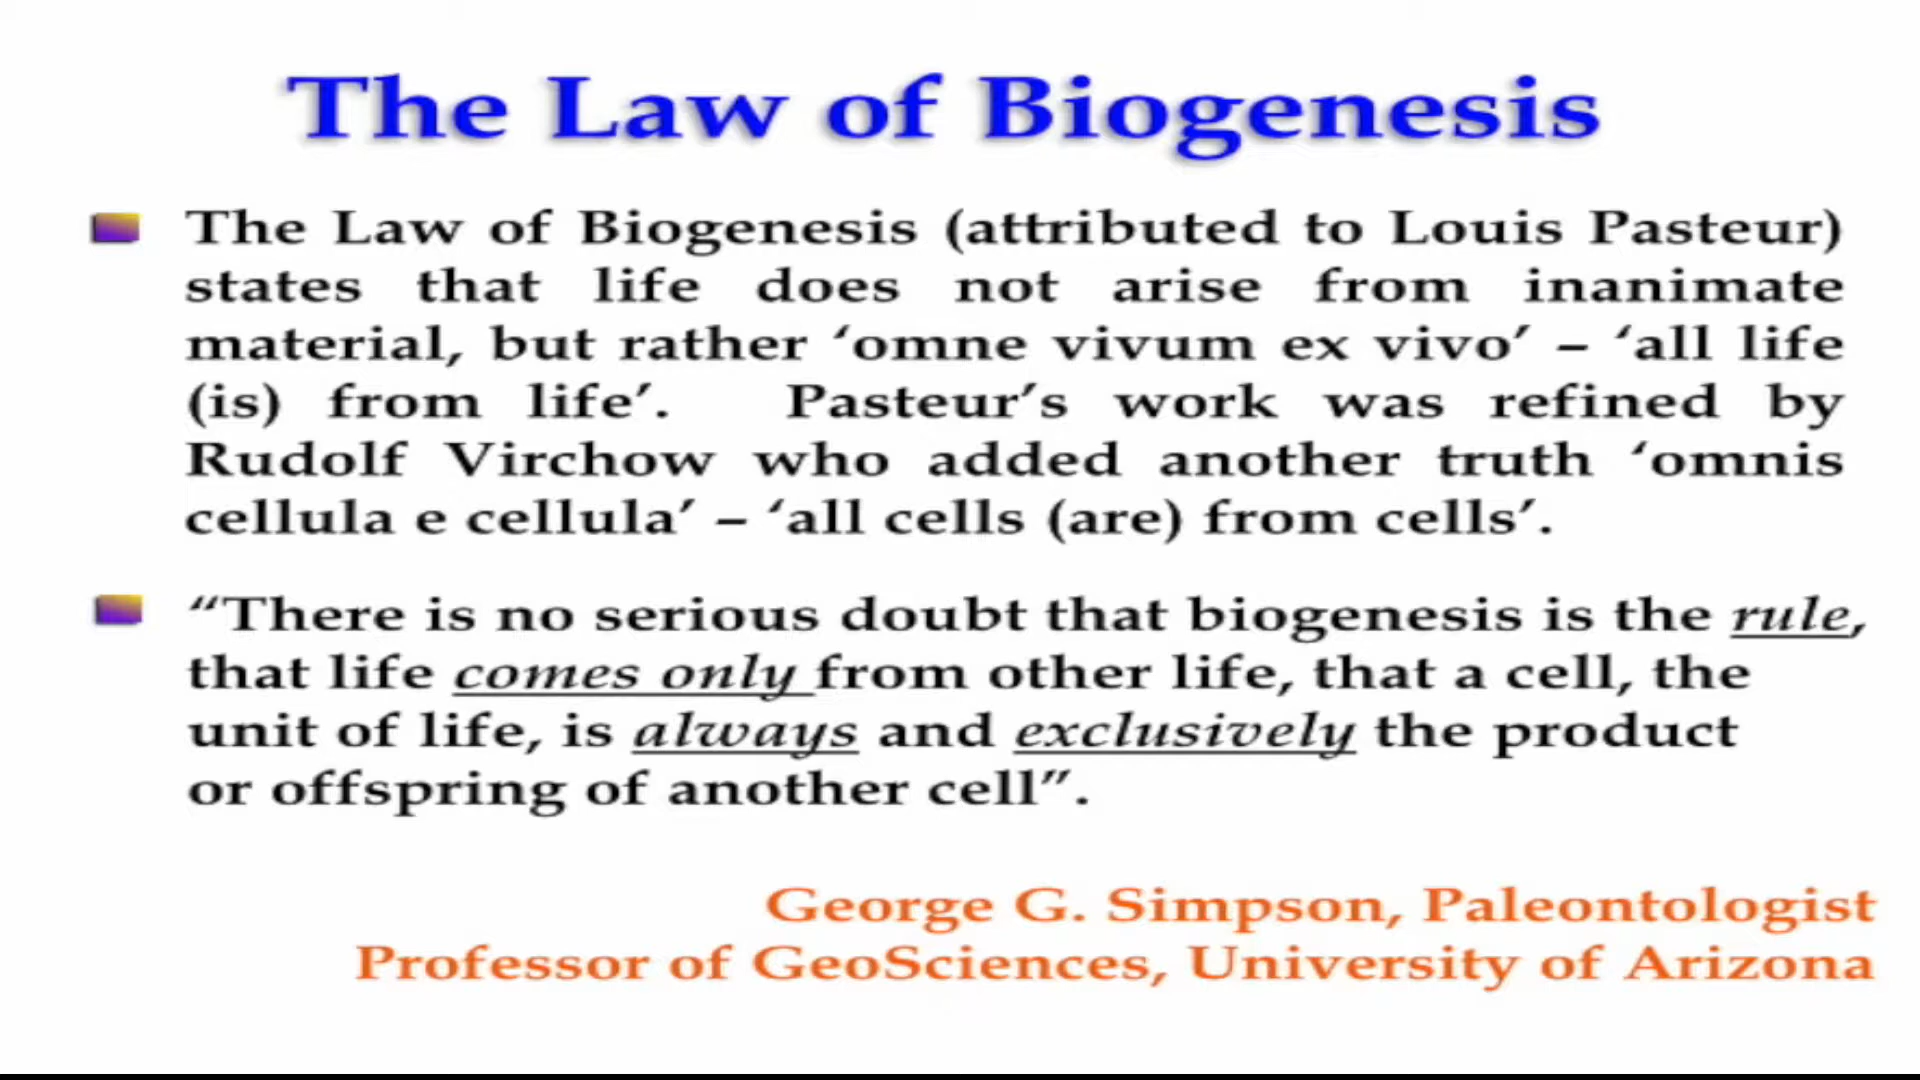 The Law of Biogenesis
The Law of Biogenesis (attributed to Louis Pasteur)
states that life does not arise from inanimate
material, but rather ‘omne vivum ex vivo’ – ‘all life
(is) from life’. Pasteur’s work was refined by
Rudolf Virchow who added another truth ‘omnis
cellula e cellula’ – ‘all cells (are) from cells’.
“There is no serious doubt that biogenesis is the rule,
that life comes only from other life, that a cell, the
unit of life, is always and exclusively the product
or offspring of another cell”.
George G. Simpson, Paleontologist
Professor of GeoSciences, University of Arizona